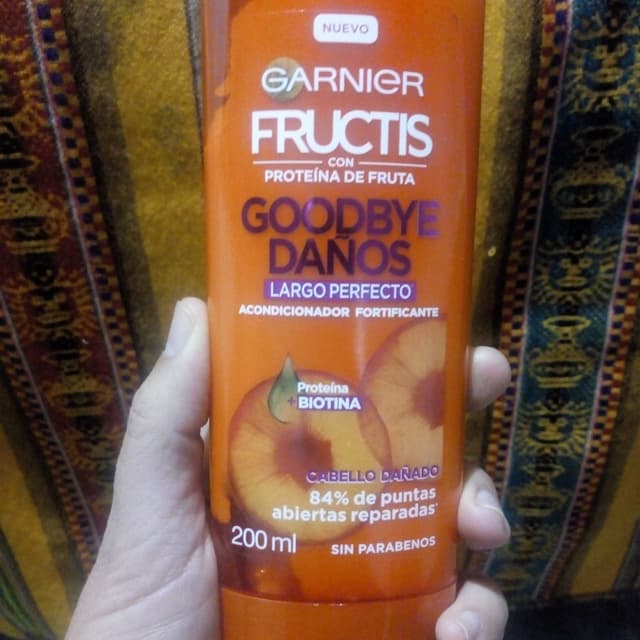 NUEVO
GARNIER
FRUCTIS
CON
PROTEÍNA DE FRUTA
GOODBYE
DAÑOS
LARGO PERFECTO
ACONDICIONADOR FORTIFICANTE
Proteína
+ BIOTINA
CABELLO DAÑADO
84% de puntas
abiertas reparadas*
200 ml
SIN PARABENOS